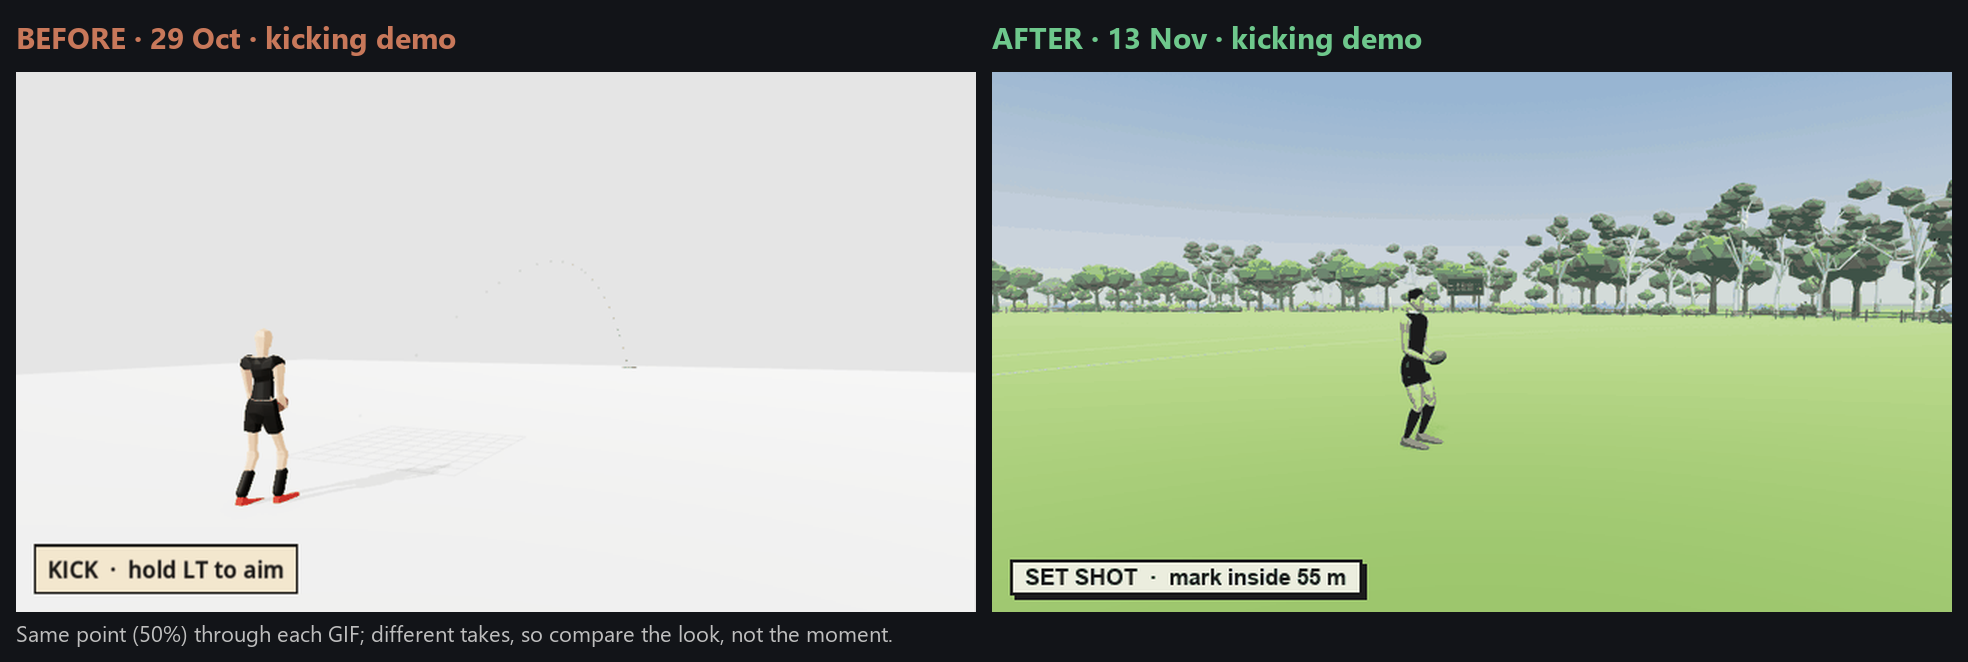 BEFORE · 29 Oct · kicking demo
AFTER · 13 Nov · kicking demo
KICK · hold LT to aim
SET SHOT · mark inside 55 m
Same point (50%) through each GIF; different takes, so compare the look, not the moment.